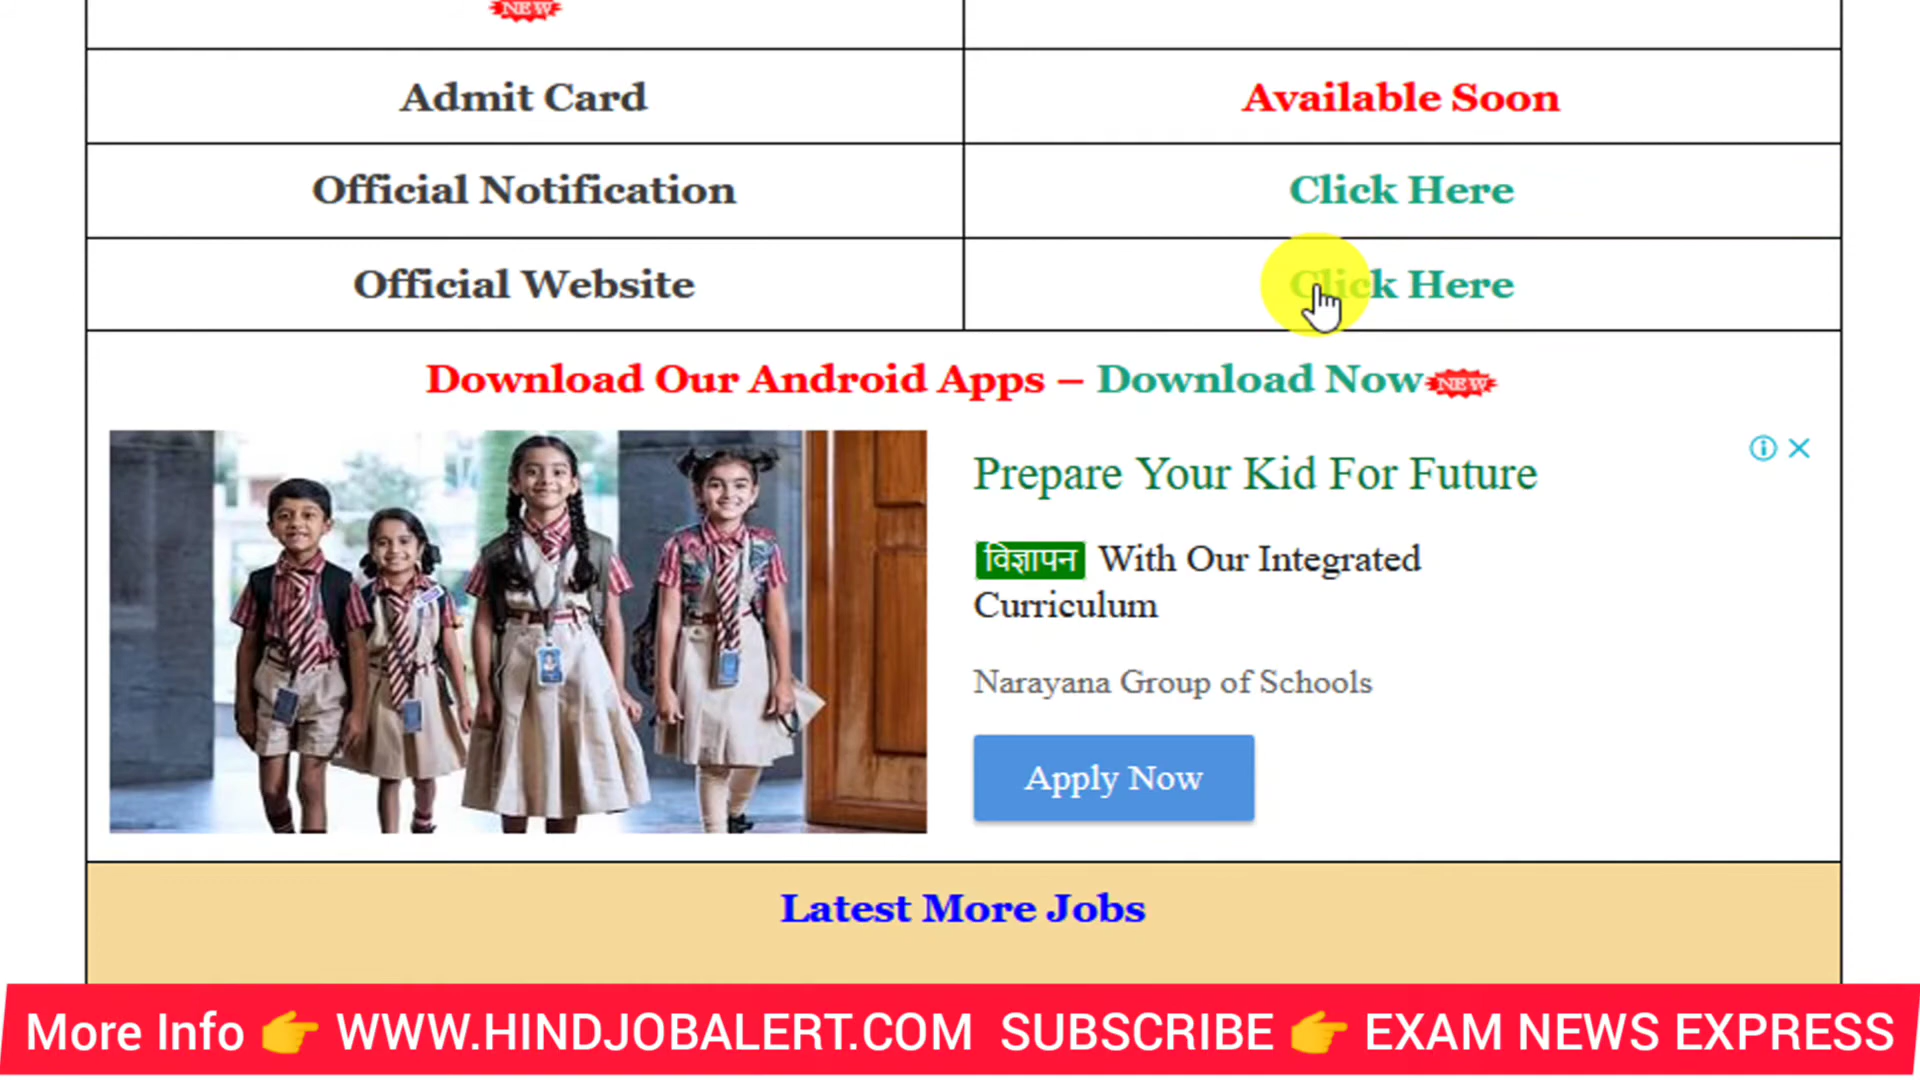 NEW
Admit Card Available Soon
Official Notification Click Here
Official Website Click Here
Download Our Android Apps – Download Now NEW
Prepare Your Kid For Future
विज्ञापन With Our Integrated
Curriculum
Narayana Group of Schools
Apply Now
Latest More Jobs
More Info 👉 WWW.HINDJOBALERT.COM SUBSCRIBE 👉 EXAM NEWS EXPRESS